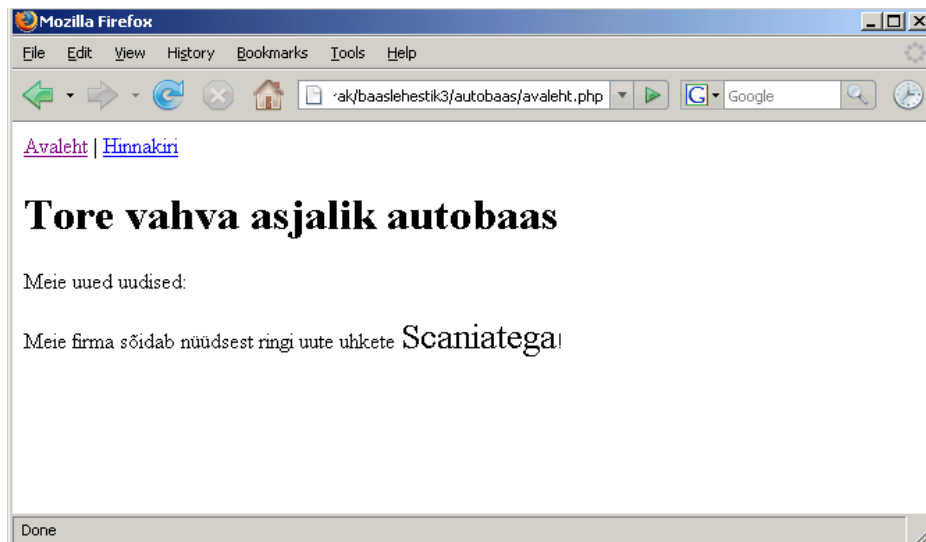 Mozilla Firefox
File Edit View History Bookmarks Tools Help
rak/baaslehestik3/autobaas/avaleht.php G Google
Avaleht | Hinnakiri
Tore vahva asjalik autobaas
Meie uued uudised:
Meie firma sõidab nüüdsest ringi uute uhkete Scaniatega!
Done